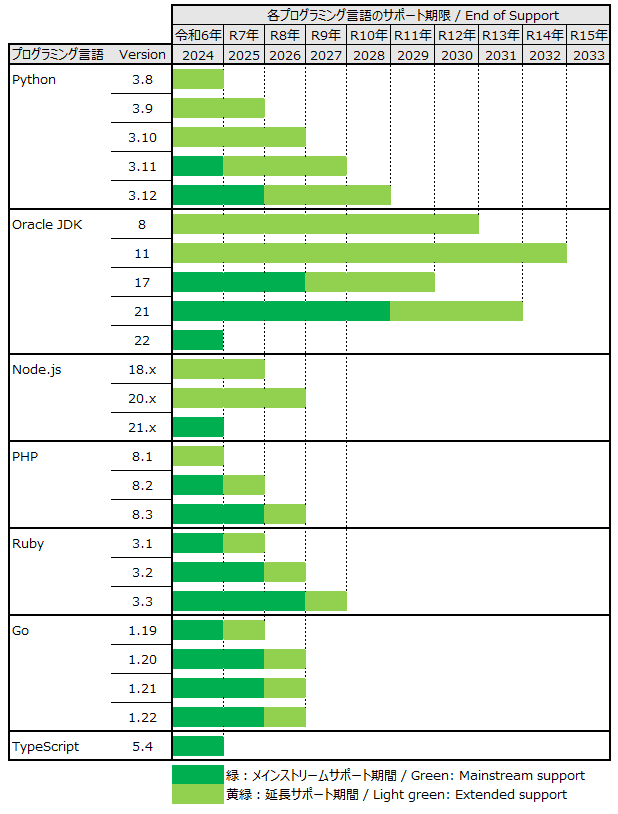 各プログラミング言語のサポート期限 / End of Support
令和6年 R7年 R8年 R9年 R10年 R11年 R12年 R13年 R14年 R15年
プログラミング言語 Version 2024 2025 2026 2027 2028 2029 2030 2031 2032 2033
Python 3.8
3.9
3.10
3.11
3.12
Oracle JDK 8
11
17
21
22
Node.js 18.x
20.x
21.x
PHP 8.1
8.2
8.3
Ruby 3.1
3.2
3.3
Go 1.19
1.20
1.21
1.22
TypeScript 5.4
緑：メインストリームサポート期間 / Green: Mainstream support
黄緑：延長サポート期間 / Light green: Extended support